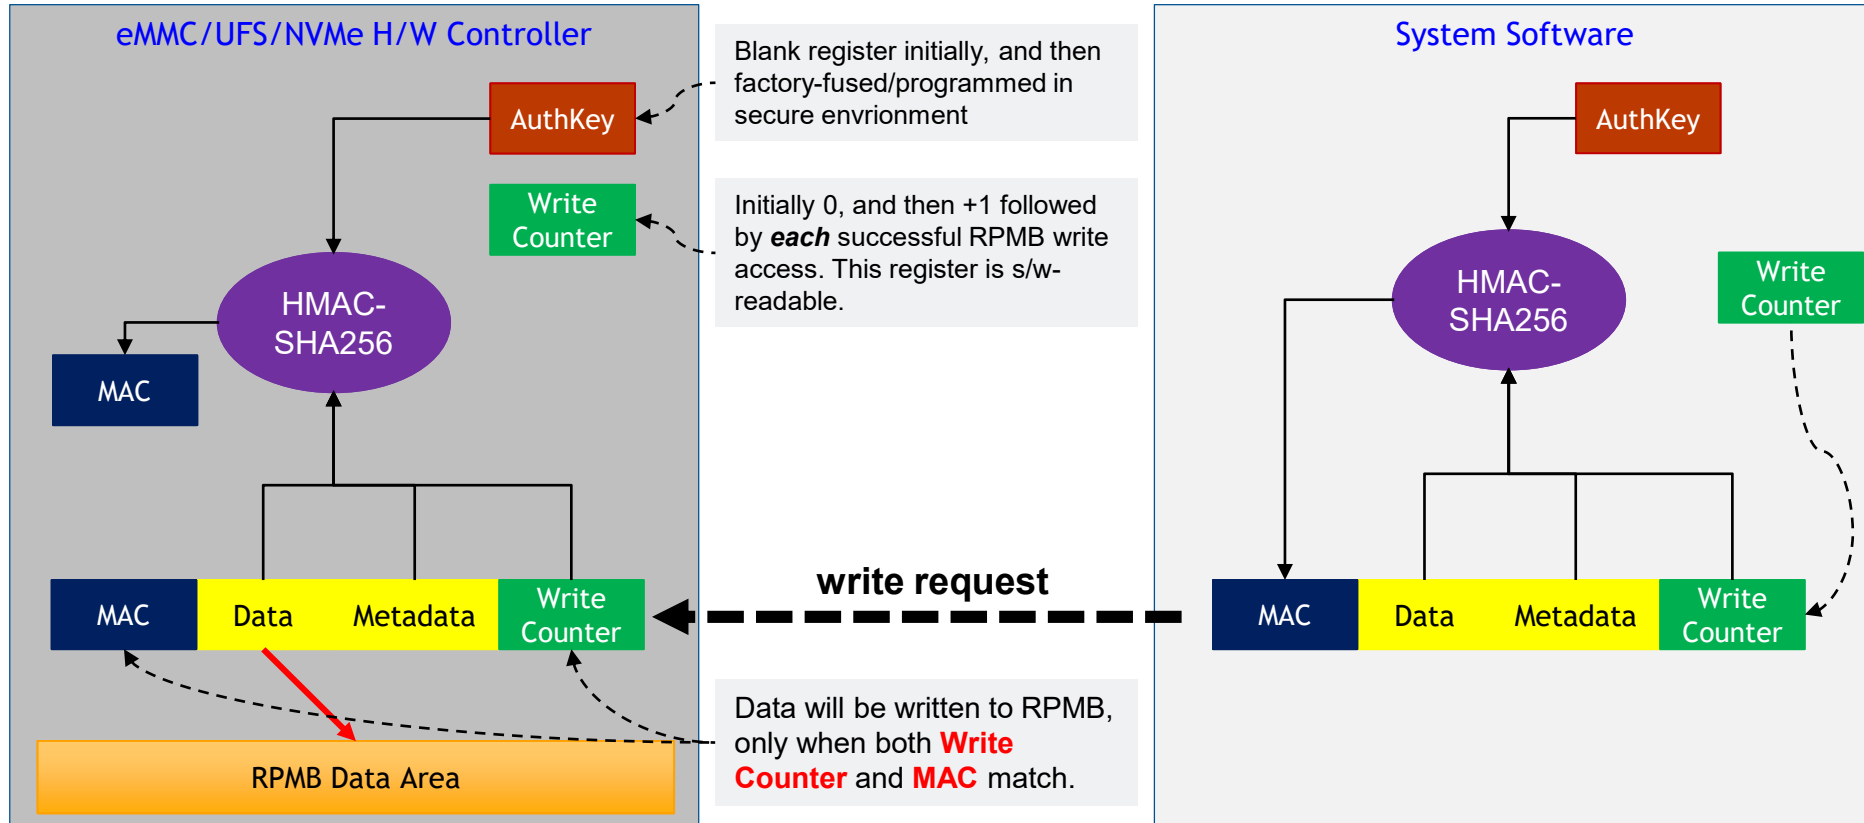 eMMC/UFS/NVMe H/W Controller
AuthKey
Write
Counter
HMAC-
SHA256
MAC
MAC
Data
Metadata
Write
Counter
RPMB Data Area
Blank register initially, and then
factory-fused/programmed in
secure envrionment
Initially 0, and then +1 followed
by each successful RPMB write
access. This register is s/w-
readable.
write request
Data will be written to RPMB,
only when both Write
Counter and MAC match.
System Software
AuthKey
HMAC-
SHA256
Write
Counter
MAC
Data
Metadata
Write
Counter